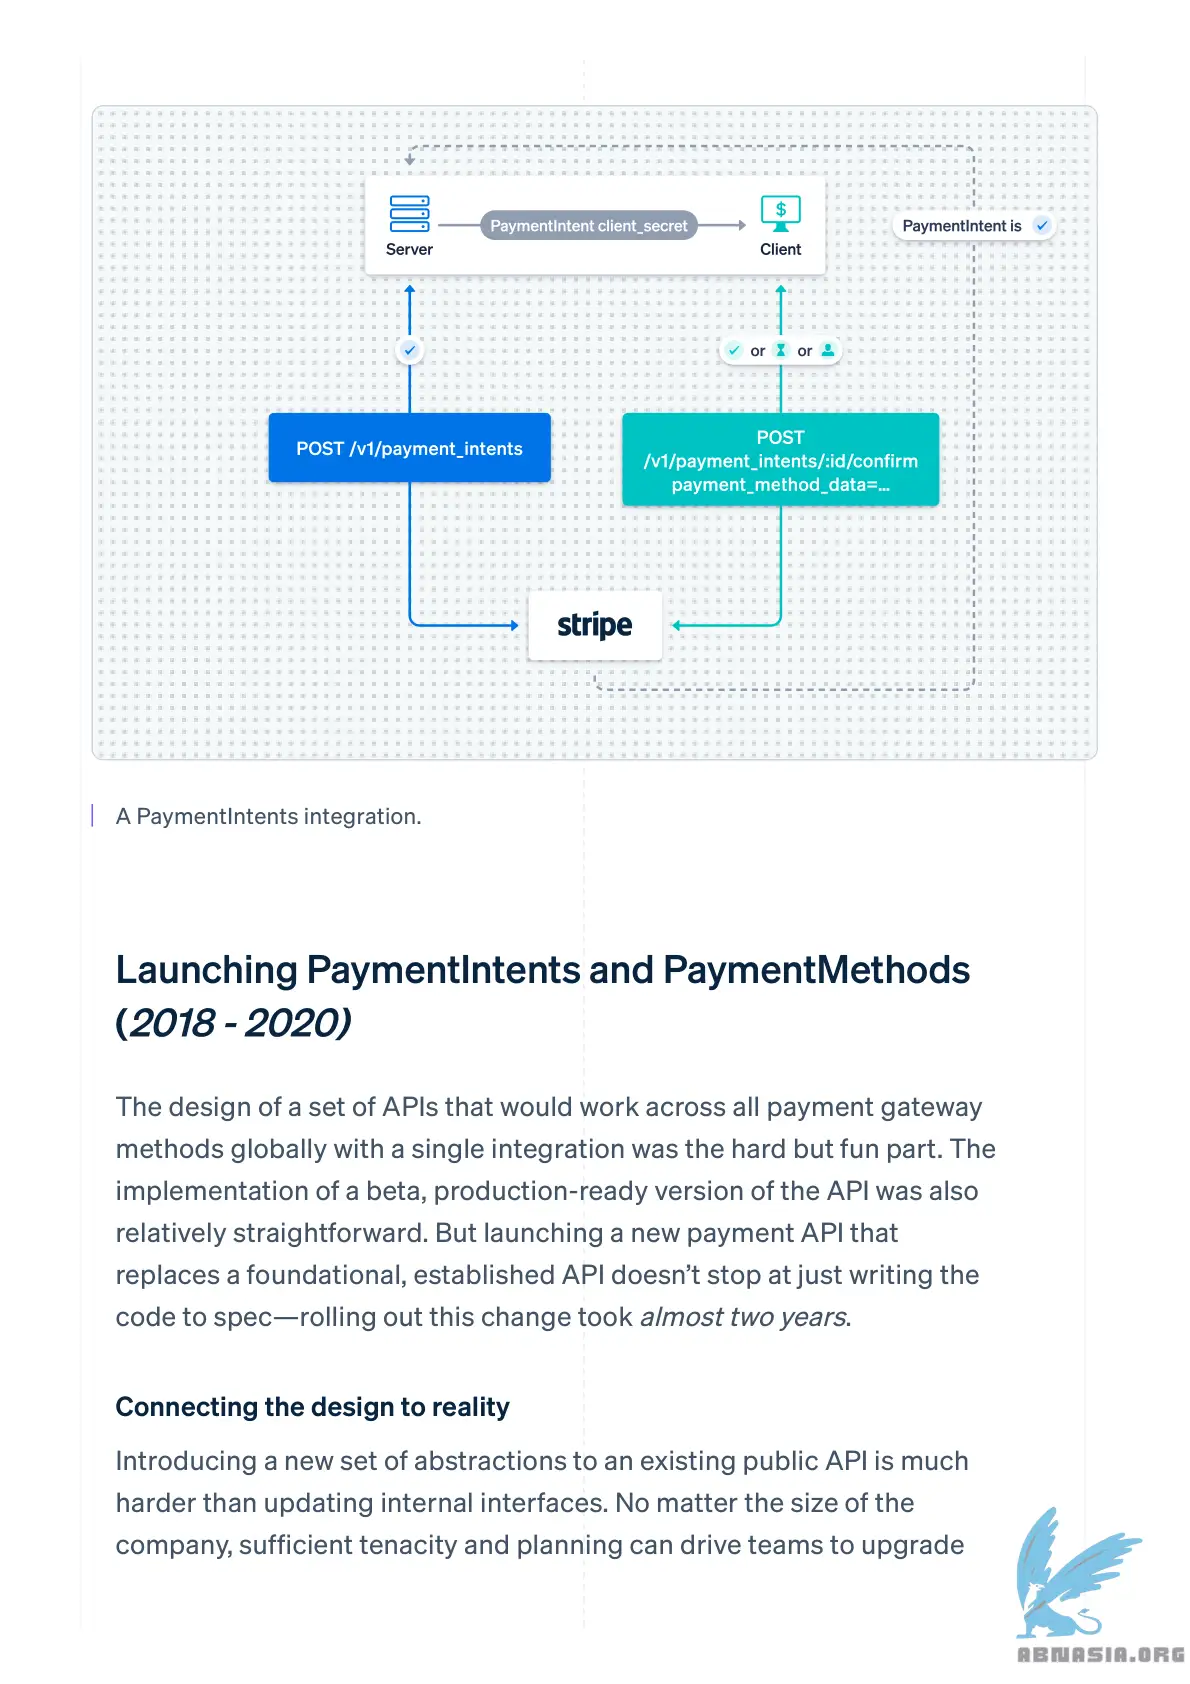 PaymentIntent client_secret
PaymentIntent is
Server
Client
or
or
POST /v1/payment_intents
POST
/v1/payment_intents/:id/confirm
payment_method_data=...
stripe
A PaymentIntents integration.
Launching PaymentIntents and PaymentMethods
(2018 - 2020)
The design of a set of APIs that would work across all payment gateway
methods globally with a single integration was the hard but fun part. The
implementation of a beta, production-ready version of the API was also
relatively straightforward. But launching a new payment API that
replaces a foundational, established API doesn’t stop at just writing the
code to spec—rolling out this change took almost two years.
Connecting the design to reality
Introducing a new set of abstractions to an existing public API is much
harder than updating internal interfaces. No matter the size of the
company, sufficient tenacity and planning can drive teams to upgrade
ABNASIA.ORG